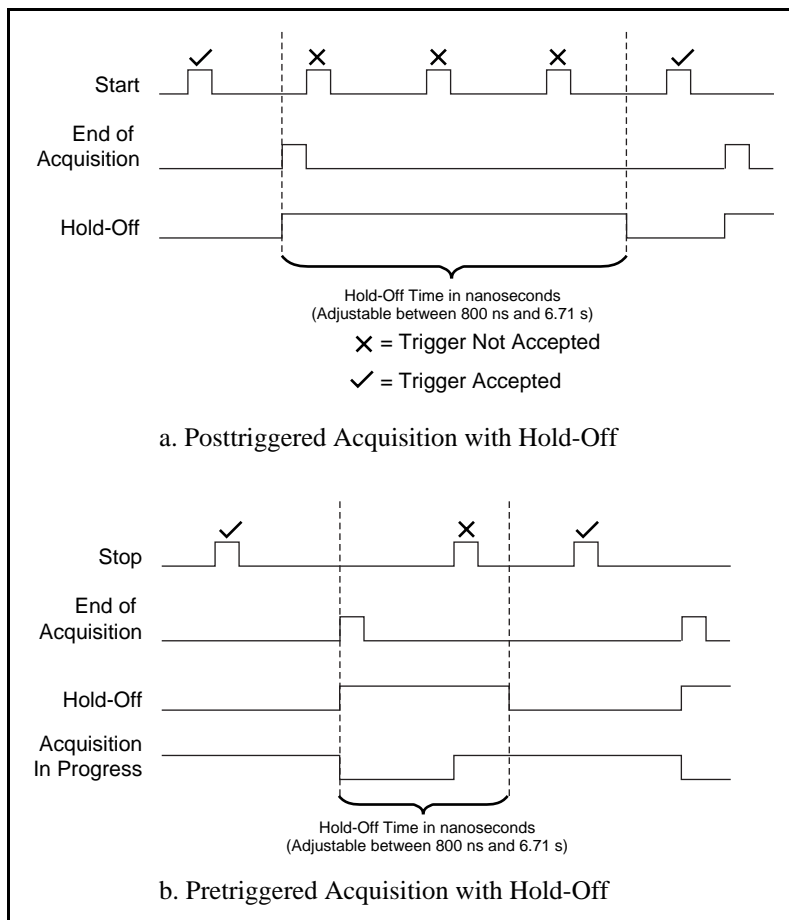 Start
End of
Acquisition
Hold-Off
Hold-Off Time in nanoseconds
(Adjustable between 800 ns and 6.71 s)
= Trigger Not Accepted
= Trigger Accepted
a. Posttriggered Acquisition with Hold-Off
Stop
End of
Acquisition
Hold-Off
Acquisition
In Progress
Hold-Off Time in nanoseconds
(Adjustable between 800 ns and 6.71 s)
b. Pretriggered Acquisition with Hold-Off